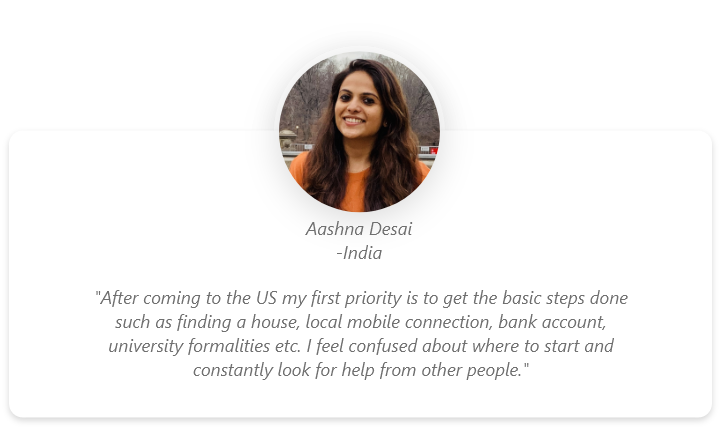 Aashna Desai
-India
"After coming to the US my first priority is to get the basic steps done
such as finding a house, local mobile connection, bank account,
university formalities etc. I feel confused about where to start and
constantly look for help from other people."